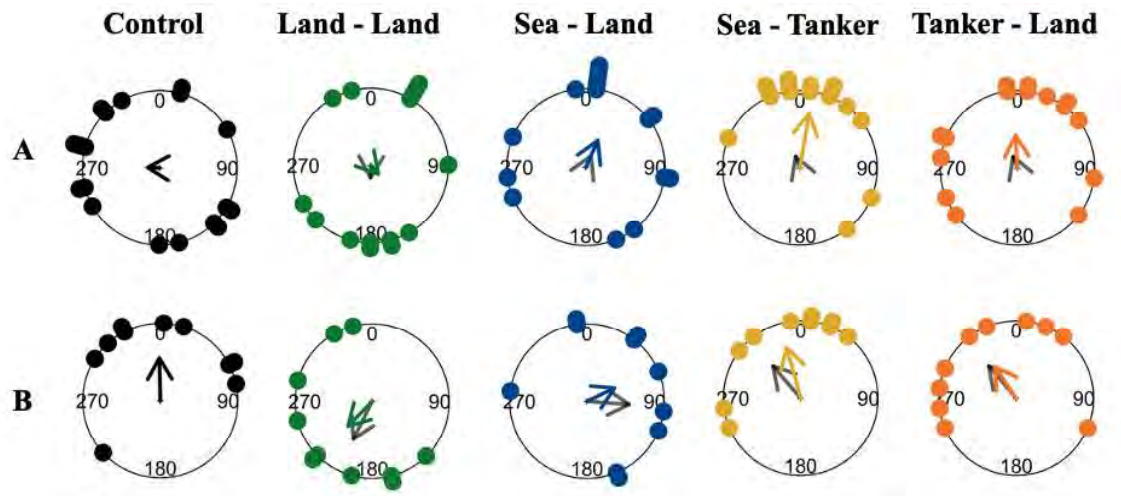 Control Land - Land Sea - Land Sea - Tanker Tanker - Land
A
0 0 0 0 0
270 90 270 9 270 90 270 90 270 90
180 180 180 180 180
B
0 0 0 0 0
270 90 270 90 270 90 270 90 70 90
180 180 180 180 180